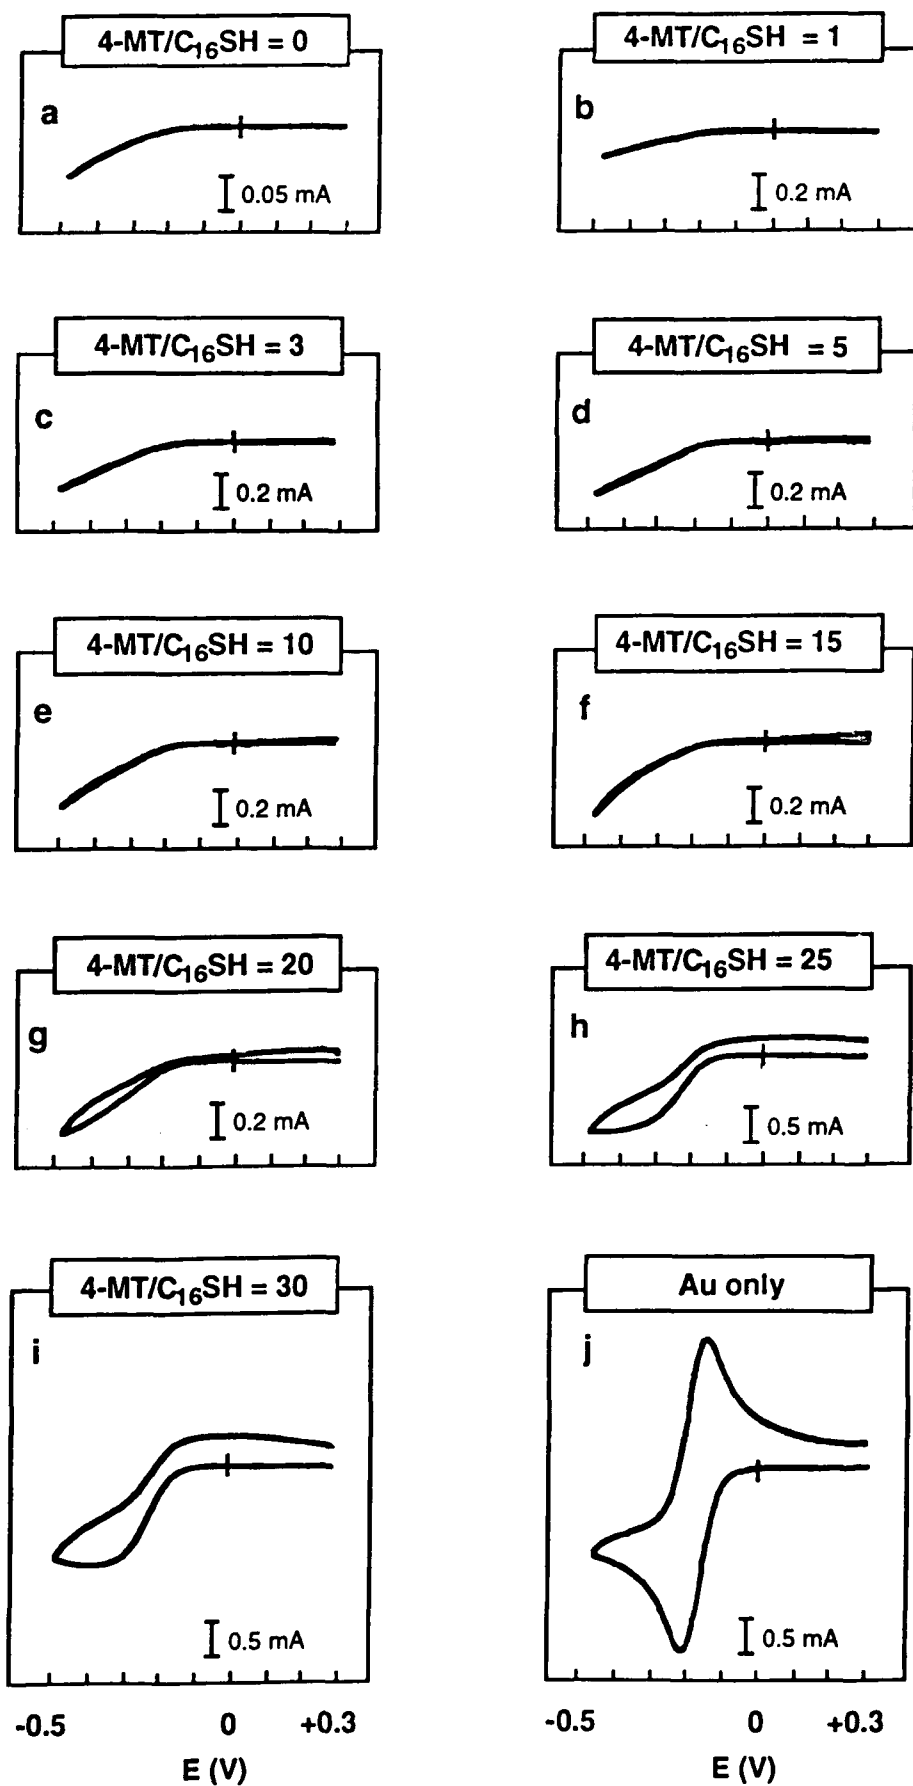 4-MT/C₁₆SH = 0
a
0.05 mA
4-MT/C₁₆SH = 1
b
0.2 mA
4-MT/C₁₆SH = 3
c
0.2 mA
4-MT/C₁₆SH = 5
d
0.2 mA
4-MT/C₁₆SH = 10
e
0.2 mA
4-MT/C₁₆SH = 15
f
0.2 mA
4-MT/C₁₆SH = 20
g
0.2 mA
4-MT/C₁₆SH = 25
h
0.5 mA
4-MT/C₁₆SH = 30
i
0.5 mA
-0.5 0 +0.3
E (V)
Au only
j
0.5 mA
-0.5 0 +0.3
E (V)